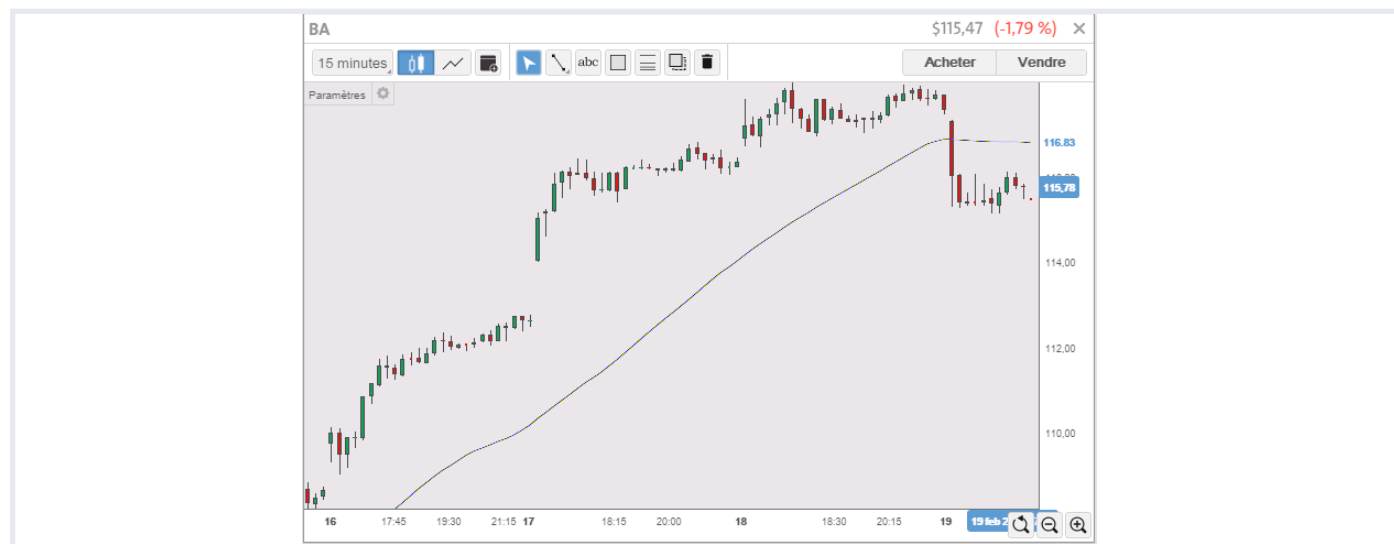 BA $115,47 (-1,79 %) ×
15 minutes abc Acheter Vendre
Paramètres
116.83
115,78
114,00
112,00
110,00
16 17:45 19:30 21:15 17 18:15 20:00 18 18:30 20:15 19 19 feb